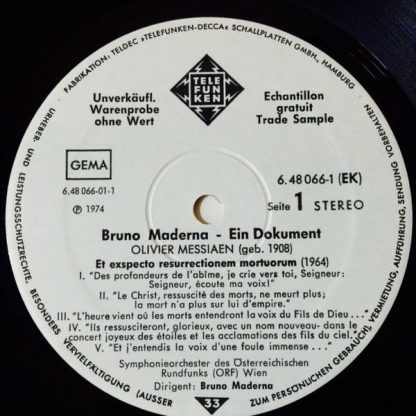 FABRIKATION: TELDEC »TELEFUNKEN-DECCA« SCHALLPLATTEN GMBH., HAMBURG
URHEBER- UND LEISTUNGSSCHUTZRECHTE. BESONDERS VERVIELFÄLTIGUNG (AUSSER ZUM PERSÖNLICHEN GEBRAUCH), VERMIETUNG, AUFFÜHRUNG, SENDUNG VORBEHALTEN
TELE
FUN
KEN
Unverkäufl.
Warenprobe
ohne Wert
Echantillon
gratuit
Trade Sample
GEMA
6.48 066-01-1
Ⓟ 1974
6.48 066-1 (EK)
Seite 1 STEREO
Bruno Maderna - Ein Dokument
OLIVIER MESSIAEN (geb. 1908)
Et exspecto resurrectionem mortuorum (1964)
I. "Des profondeurs de l'abîme, je crie vers toi, Seigneur:
Seigneur, écoute ma voix!"
II. "Le Christ, ressuscité des morts, ne meurt plus;
la mort n'a plus sur lui d'empire."
III. "L'heure vient où les morts entendront la voix du Fils de Dieu . . ."
IV. "Ils ressusciteront, glorieux, avec un nom nouveau- dans le
concert joyeux des étoiles et les acclamations des fils du ciel."
V. "Et j'entendis la voix d'une foule immense . . ."
Symphonieorchester des Österreichischen
Rundfunks (ORF) Wien
Dirigent: Bruno Maderna
33